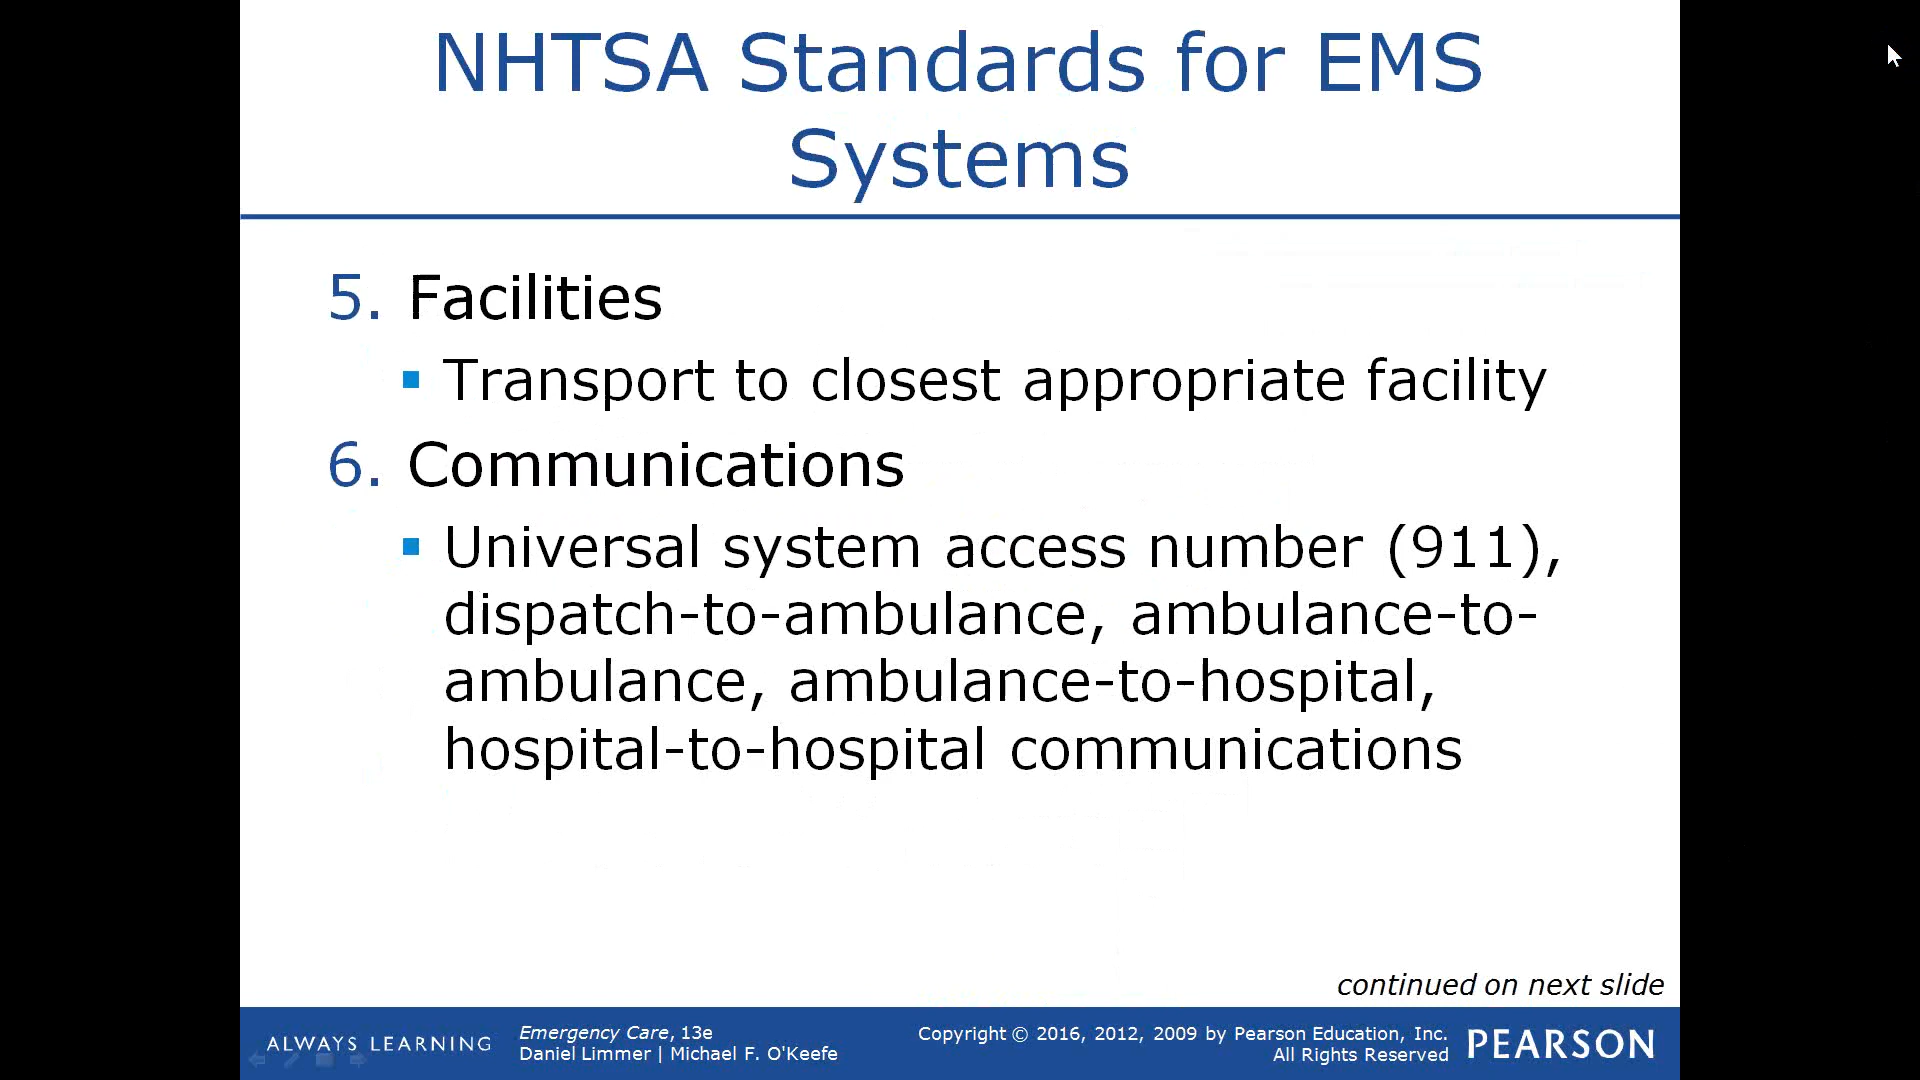 NHTSA Standards for EMS
Systems
5. Facilities
▪ Transport to closest appropriate facility
6. Communications
▪ Universal system access number (911),
dispatch-to-ambulance, ambulance-to-
ambulance, ambulance-to-hospital,
hospital-to-hospital communications
continued on next slide
ALWAYS LEARNING
Emergency Care, 13e
Daniel Limmer | Michael F. O'Keefe
Copyright © 2016, 2012, 2009 by Pearson Education, Inc.
All Rights Reserved
PEARSON